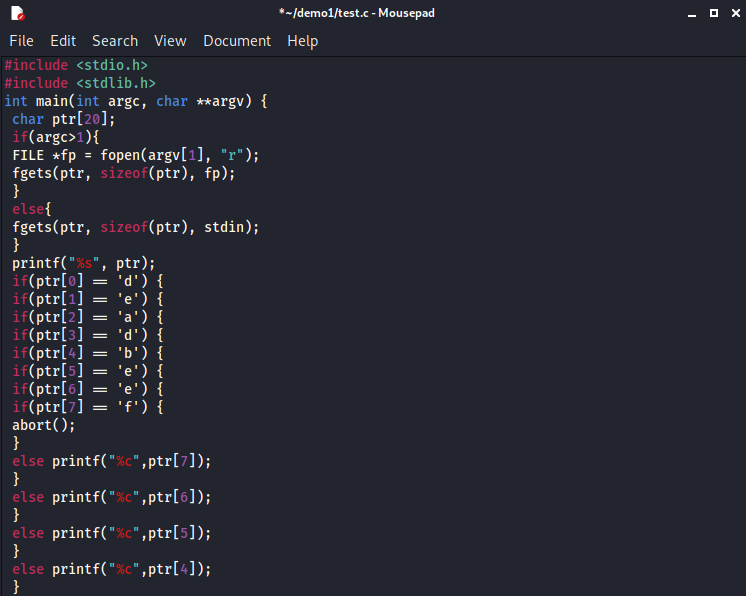 *~/demo1/test.c - Mousepad
File Edit Search View Document Help
#include <stdio.h>
#include <stdlib.h>
int main(int argc, char **argv) {
char ptr[20];
if(argc>1){
FILE *fp = fopen(argv[1], "r");
fgets(ptr, sizeof(ptr), fp);
}
else{
fgets(ptr, sizeof(ptr), stdin);
}
printf("%s", ptr);
if(ptr[0] == 'd') {
if(ptr[1] == 'e') {
if(ptr[2] == 'a') {
if(ptr[3] == 'd') {
if(ptr[4] == 'b') {
if(ptr[5] == 'e') {
if(ptr[6] == 'e') {
if(ptr[7] == 'f') {
abort();
}
else printf("%c",ptr[7]);
}
else printf("%c",ptr[6]);
}
else printf("%c",ptr[5]);
}
else printf("%c",ptr[4]);
}